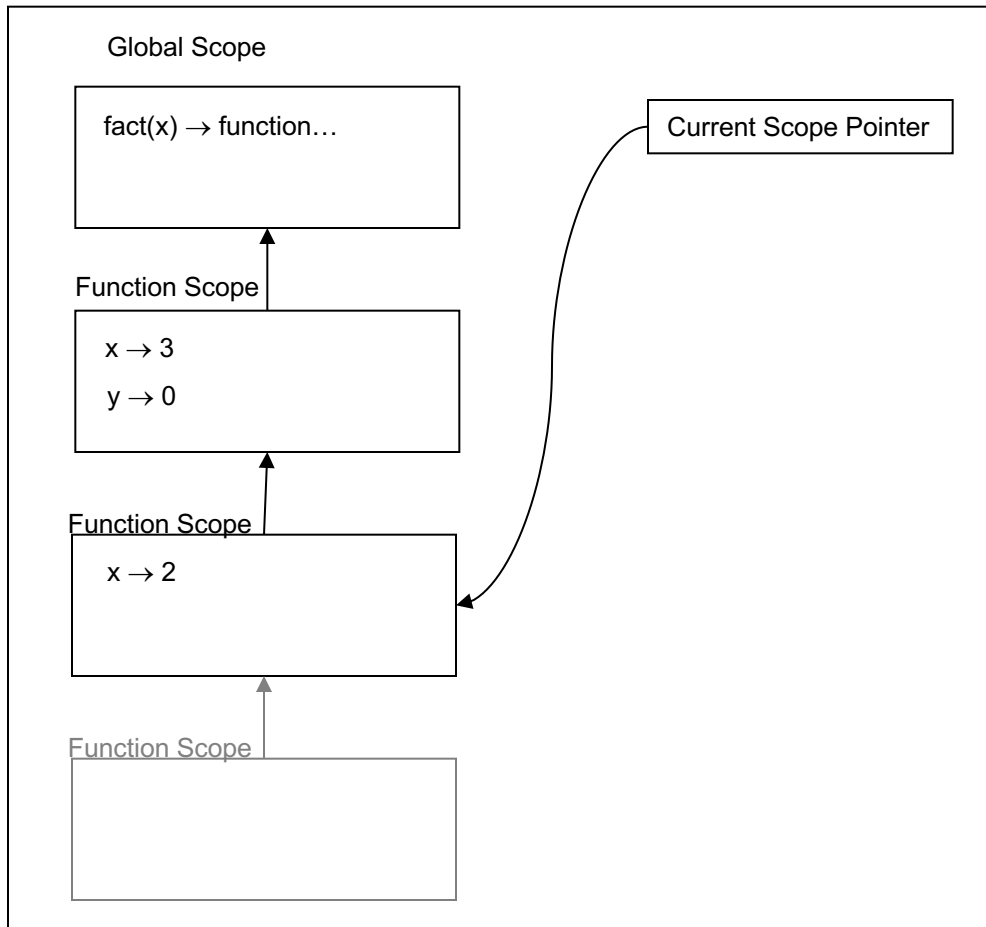 Global Scope
fact(x) → function…
Current Scope Pointer
Function Scope
x → 3
y → 0
Function Scope
x → 2
Function Scope